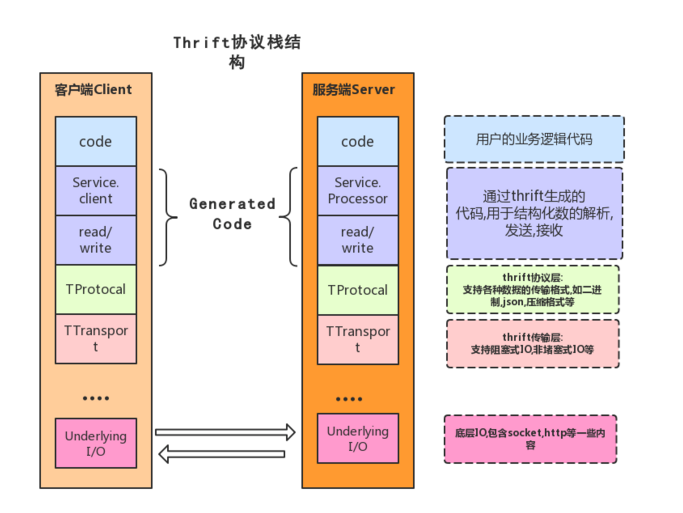 Thrift协议栈结
构
客户端Client
服务端Server
code
code
用户的业务逻辑代码
Service.
client
Service.
Processor
Generated
Code
通过thrift生成的
代码,用于结构化数的解析,
发送,接收
read/
write
read/
write
TProtocal
TProtocal
thrift协议层:
支持各种数据的传输格式,如二进
制,json,压缩格式等
TTranspor
t
TTranspor
t
thrift传输层:
支持阻塞式IO,非堵塞式IO等
....
....
Underlying
I/O
Underlying
I/O
底层IO,包含socket,http等一些内
容